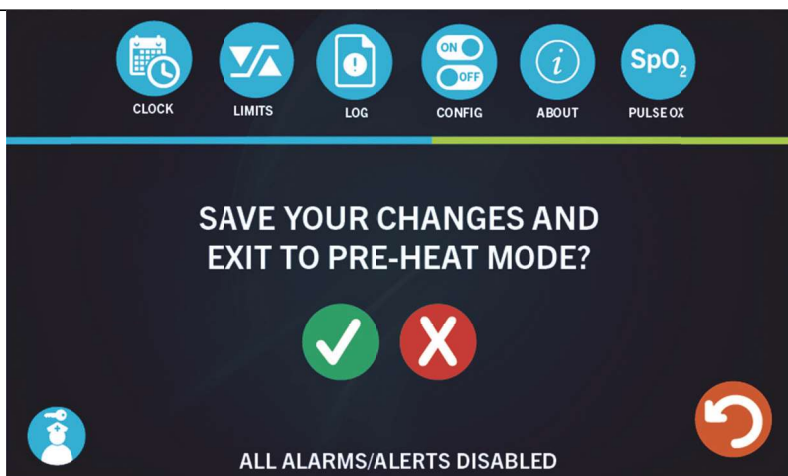 ON
OFF
i
SpO₂
CLOCK
LIMITS
LOG
CONFIG
ABOUT
PULSE OX
SAVE YOUR CHANGES AND
EXIT TO PRE-HEAT MODE?
ALL ALARMS/ALERTS DISABLED